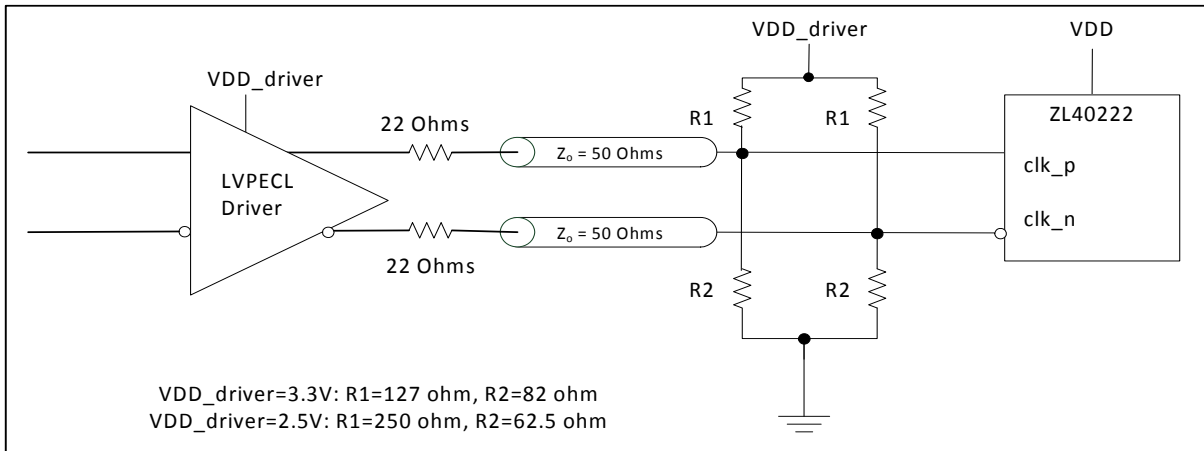 VDD_driver
VDD
VDD_driver
22 Ohms
R1
R1
ZL40222
Zo = 50 Ohms
clk_p
LVPECL
Driver
clk_n
Zo = 50 Ohms
22 Ohms
R2
R2
VDD_driver=3.3V: R1=127 ohm, R2=82 ohm
VDD_driver=2.5V: R1=250 ohm, R2=62.5 ohm